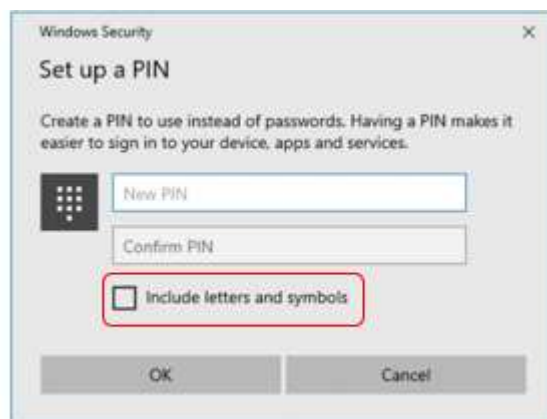 Windows Security
Set up a PIN
Create a PIN to use instead of passwords. Having a PIN makes it
easier to sign in to your device, apps and services.
New PIN
Confirm PIN
Include letters and symbols
OK
Cancel